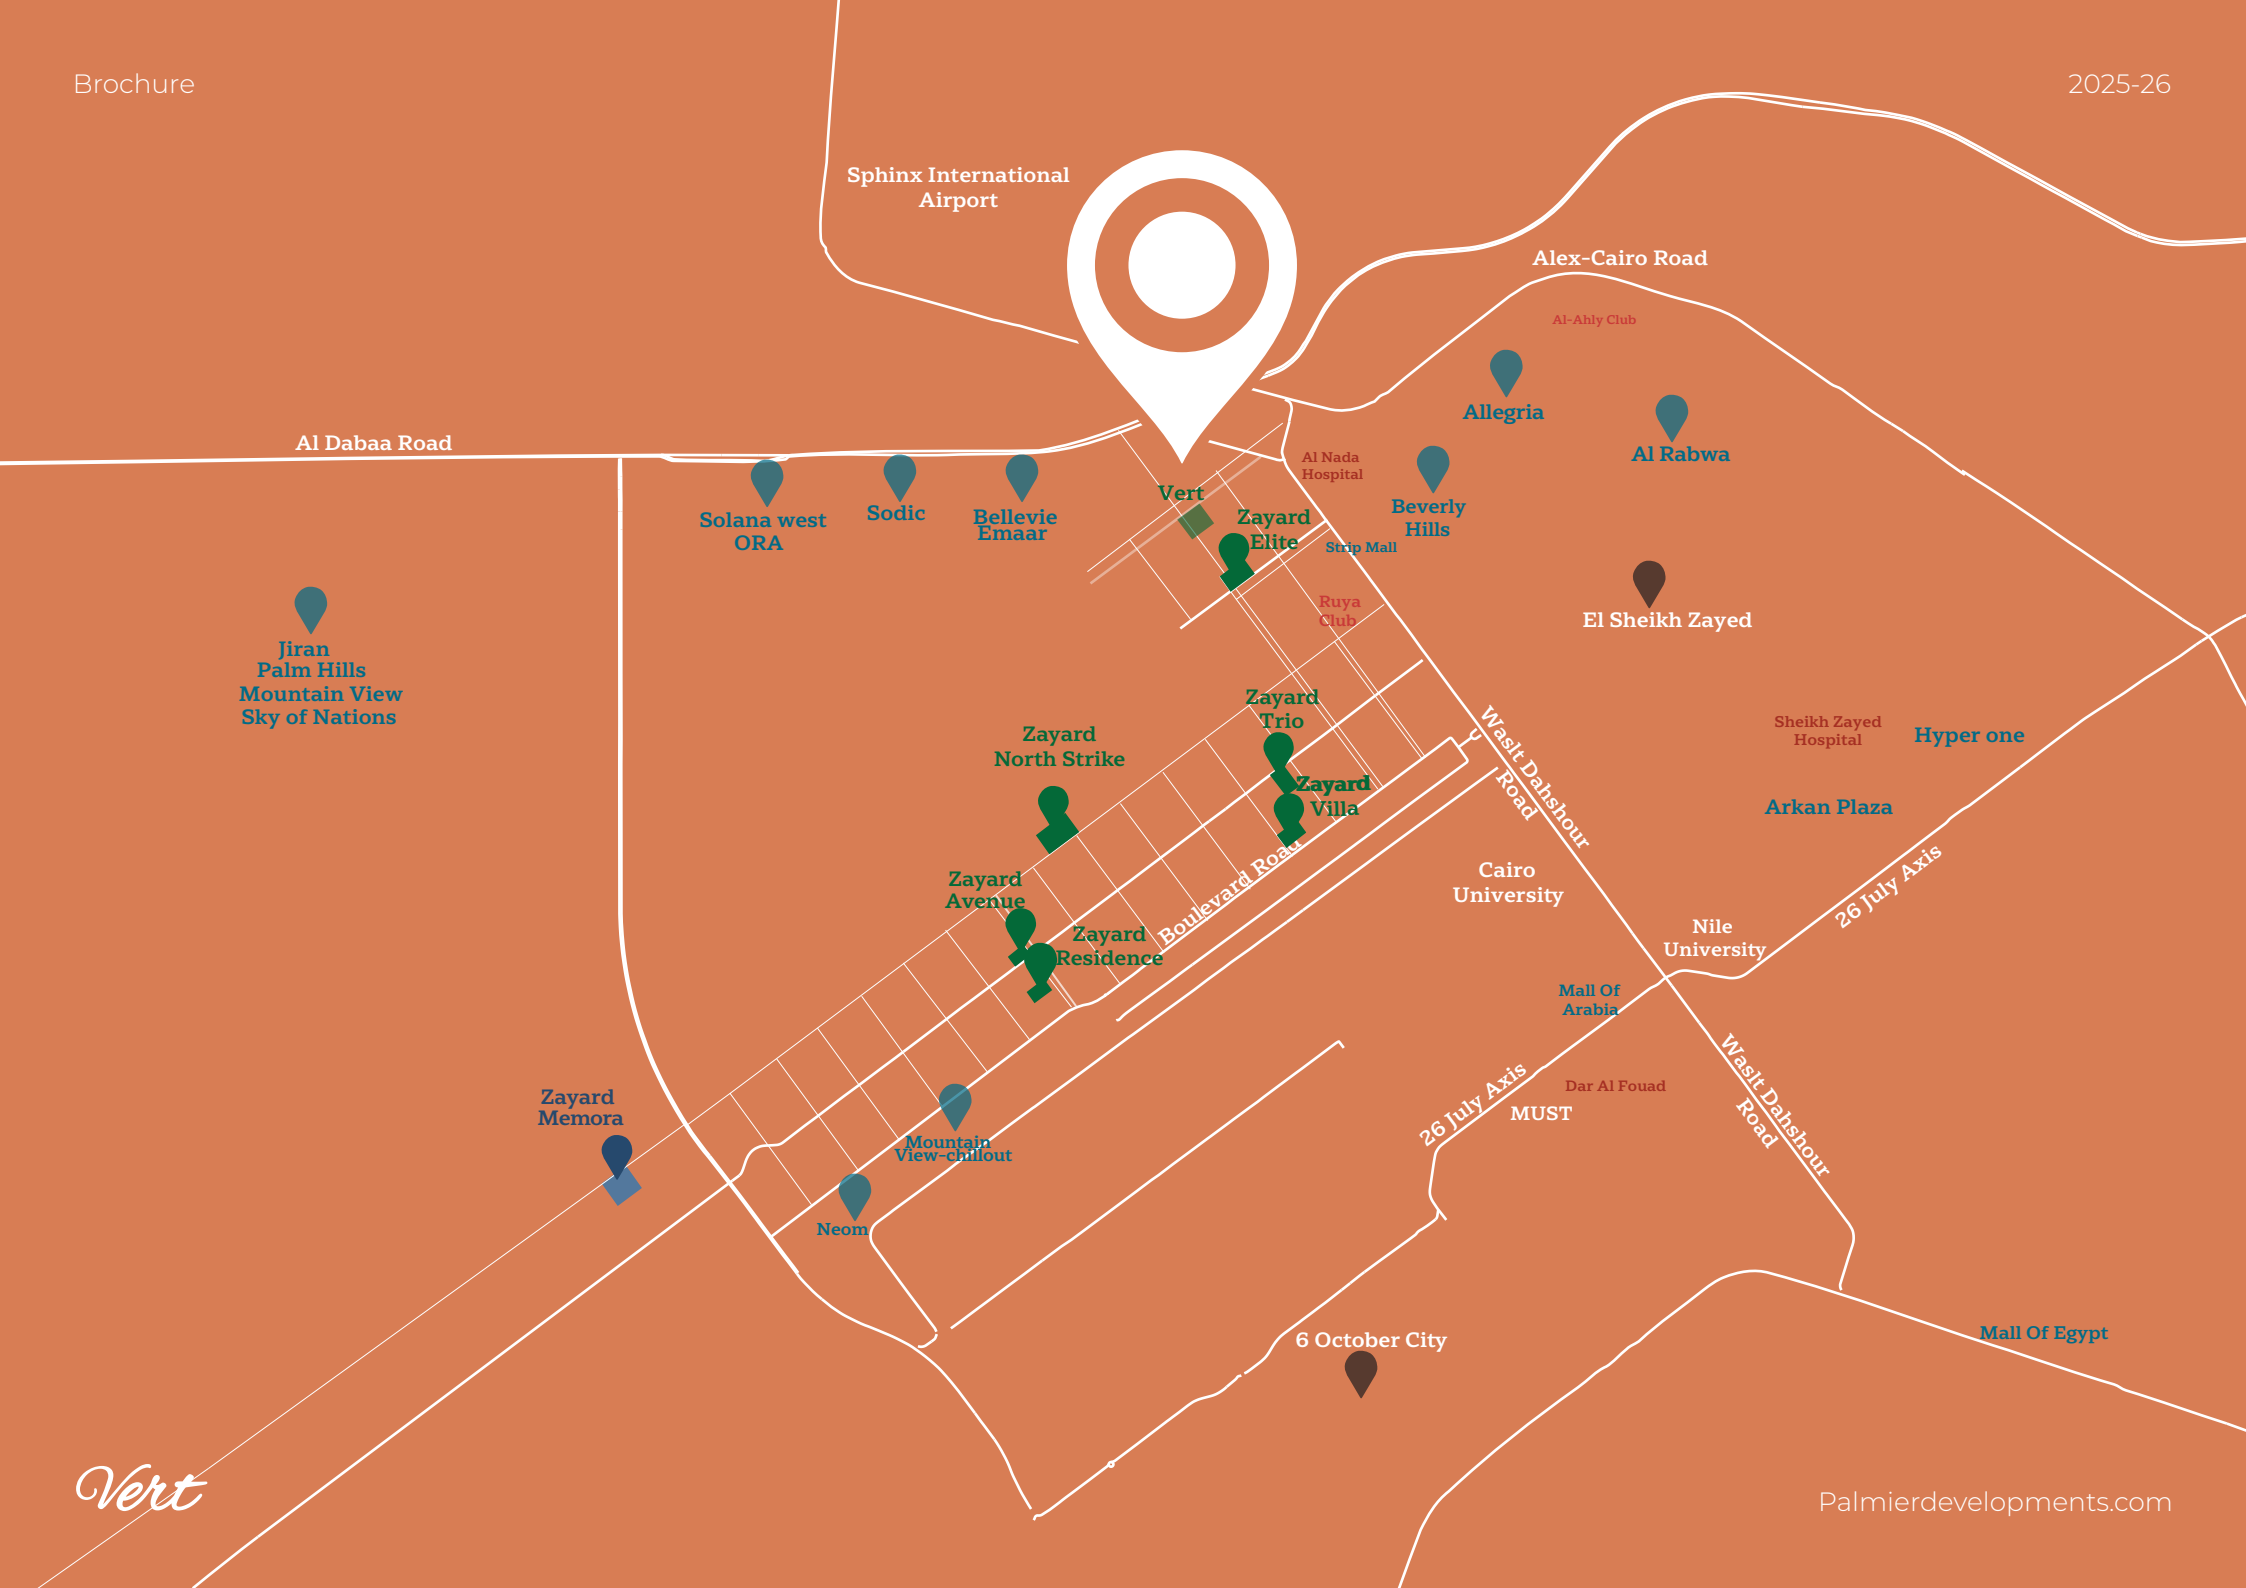 Brochure
2025-26
Sphinx International
Airport
Alex-Cairo Road
Al-Ahly Club
Allegria
Al Rabwa
Al Dabaa Road
Al Nada
Hospital
Vert
Solana west
ORA
Sodic
Bellevie
Emaar
Zayard
Elite
Strip Mall
Beverly
Hills
Ruya
Club
El Sheikh Zayed
Jiran
Palm Hills
Mountain View
Sky of Nations
Zayard
Trio
Zayard
North Strike
Zayard
Villa
Waslt Dahshour
Road
Sheikh Zayed
Hospital
Hyper one
Arkan Plaza
Boulevard Road
Zayard
Avenue
Zayard
Residence
Cairo
University
26 July Axis
Nile
University
Mall Of
Arabia
Zayard
Memora
Mountain
View-chillout
Neom
26 July Axis
Dar Al Fouad
MUST
Waslt Dahshour
Road
6 October City
Mall Of Egypt
Vert
Palmierdevelopments.com